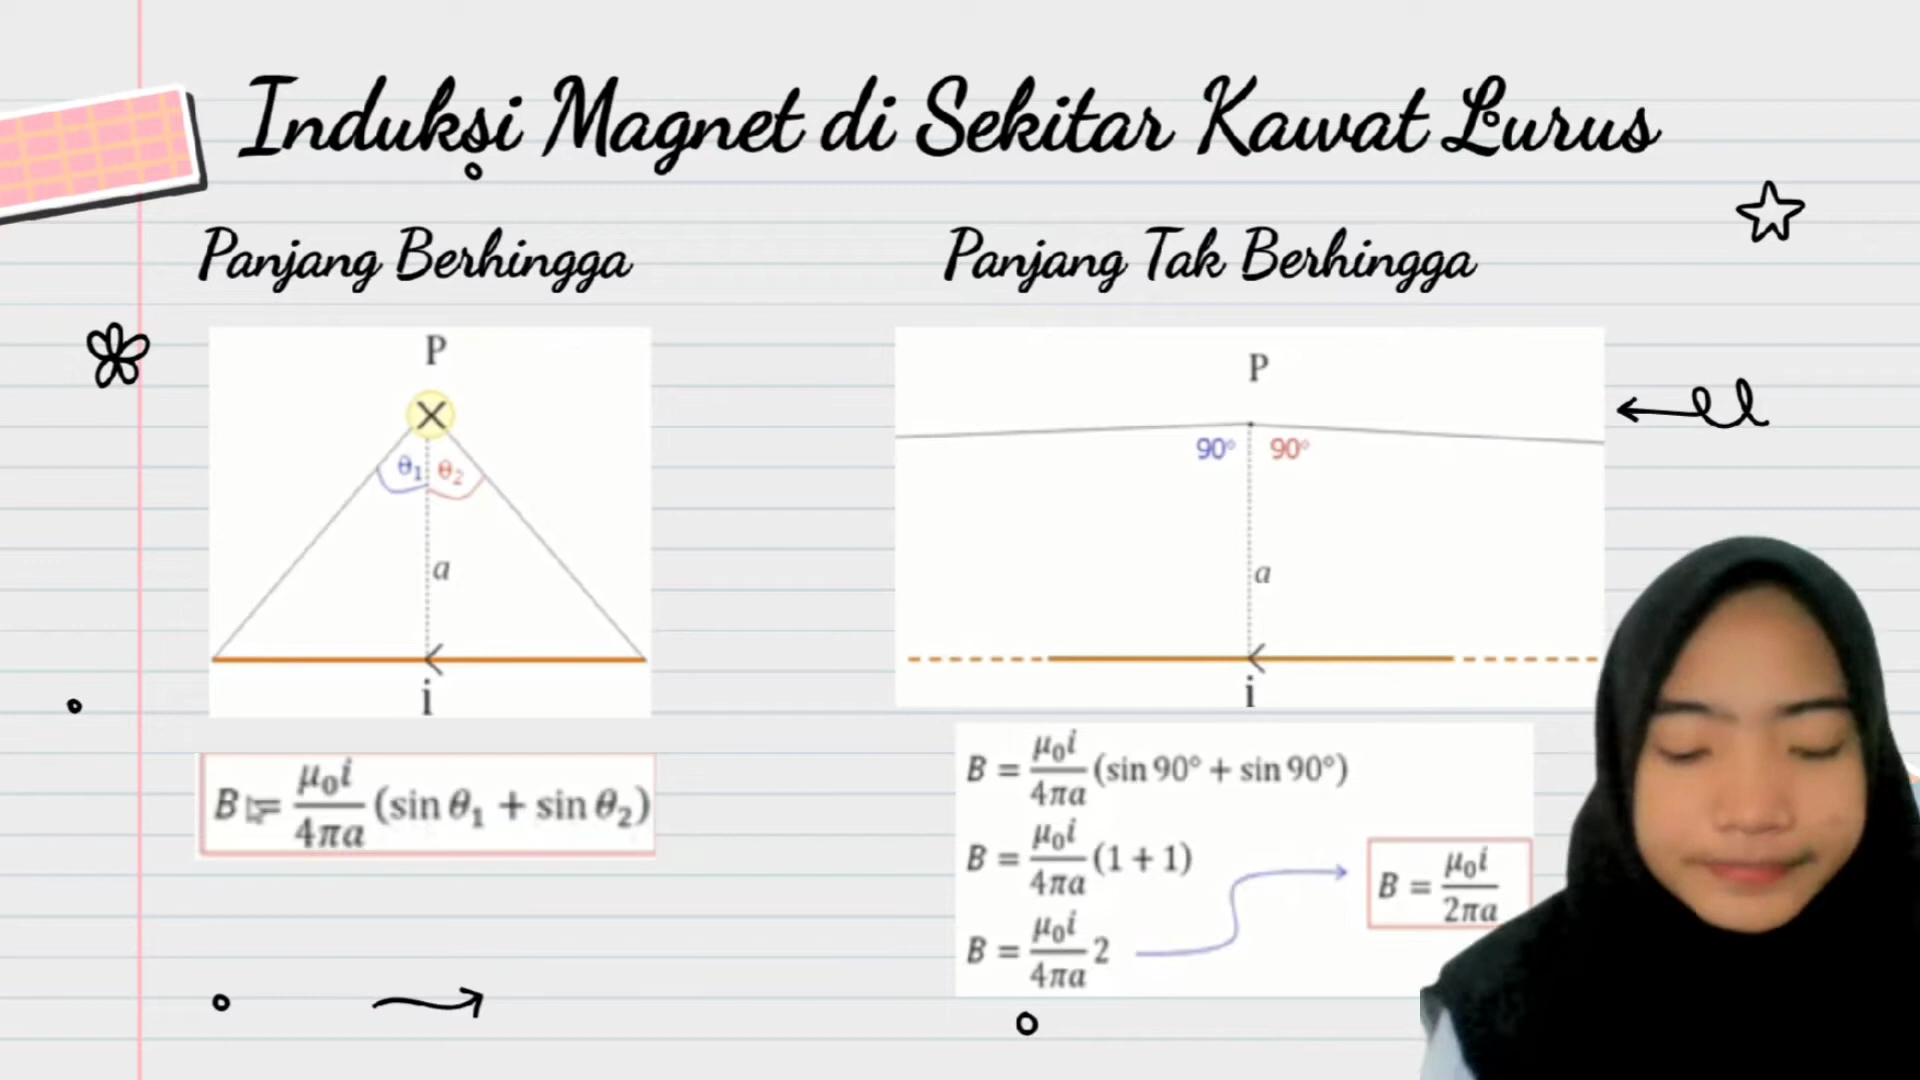 Induksi Magnet di Sekitar Kawat Lurus
Panjang Berhingga
P
θ₁ θ₂
a
i
B = μ₀i / 4πa (sin θ₁ + sin θ₂)
Panjang Tak Berhingga
P
90° 90°
a
i
B = μ₀i / 4πa (sin 90° + sin 90°)
B = μ₀i / 4πa (1 + 1)
B = μ₀i / 4πa 2
B = μ₀i / 2πa